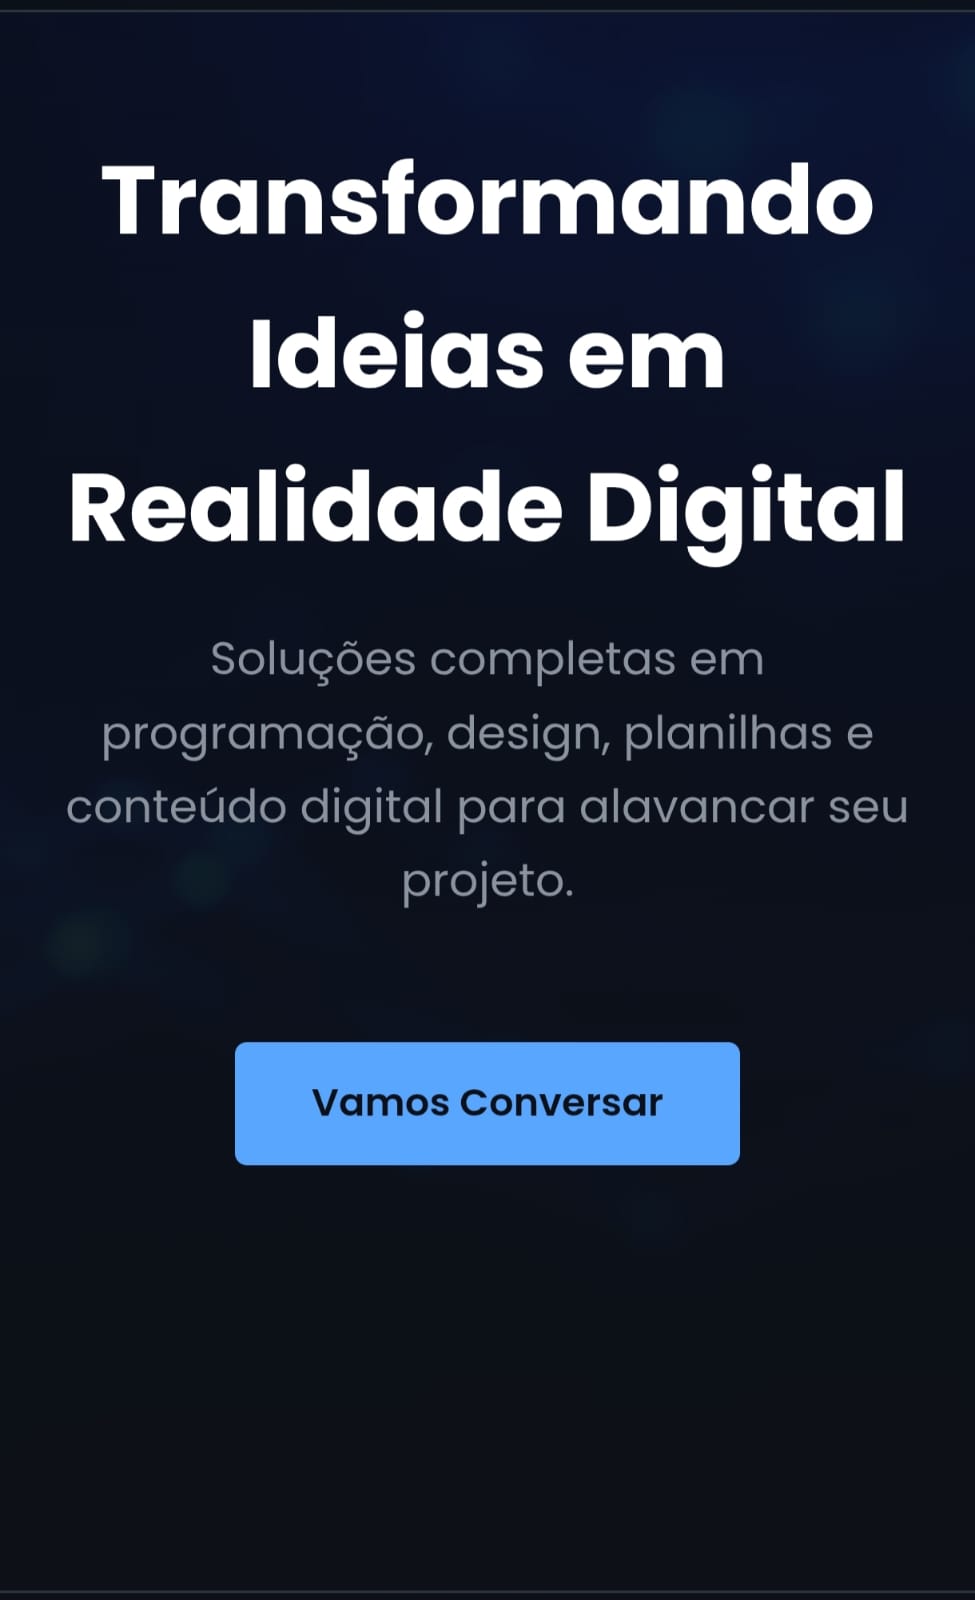 Transformando
Ideias em
Realidade Digital
Soluções completas em
programação, design, planilhas e
conteúdo digital para alavancar seu
projeto.
Vamos Conversar